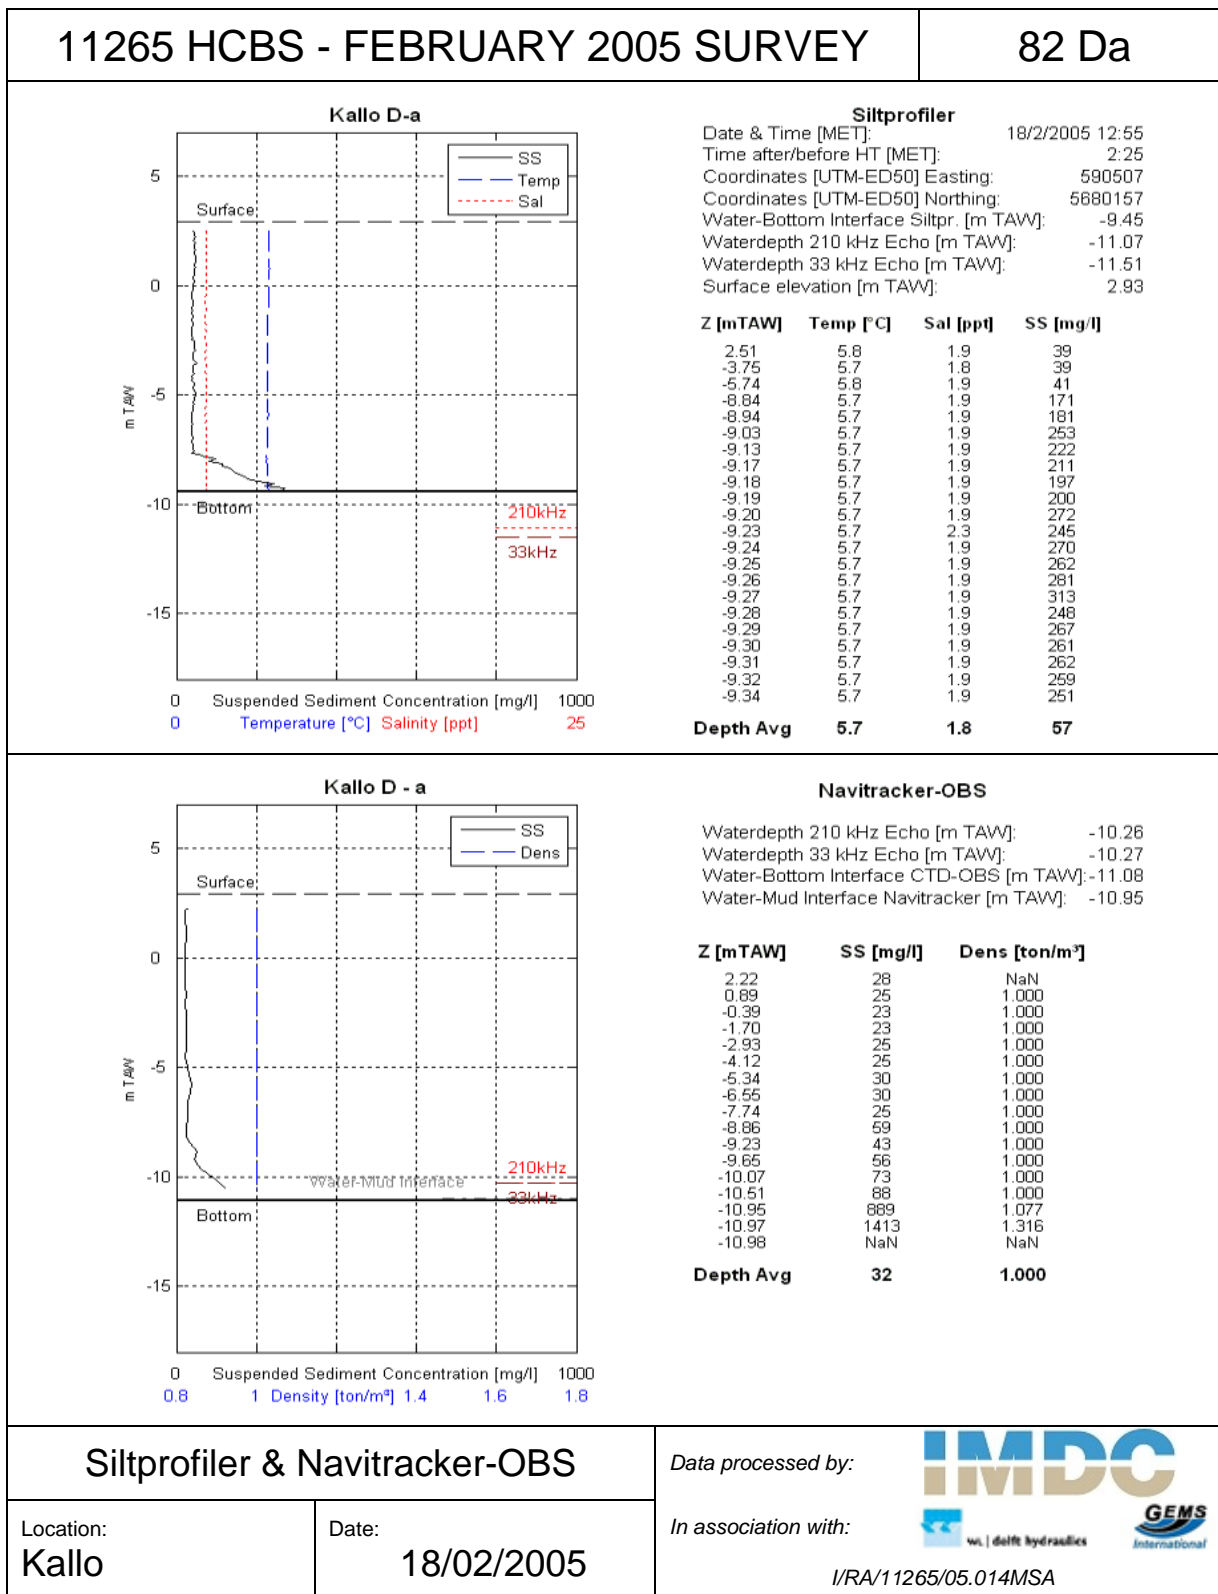 11265 HCBS - FEBRUARY 2005 SURVEY
82 Da
Kallo D-a
SS
Temp
Sal
5
0
-5
-10
-15
m TAW
Surface
Bottom
210kHz
33kHz
0 Suspended Sediment Concentration [mg/l] 1000
0 Temperature [°C] Salinity [ppt] 25
Siltprofiler
Date & Time [MET]: 18/2/2005 12:55
Time after/before HT [MET]: 2:25
Coordinates [UTM-ED50] Easting: 590507
Coordinates [UTM-ED50] Northing: 5680157
Water-Bottom Interface Siltpr. [m TAW]: -9.45
Waterdepth 210 kHz Echo [m TAW]: -11.07
Waterdepth 33 kHz Echo [m TAW]: -11.51
Surface elevation [m TAW]: 2.93
Z [mTAW] Temp [°C] Sal [ppt] SS [mg/l]
2.51 5.8 1.9 39
-3.75 5.7 1.8 39
-5.74 5.8 1.9 41
-8.84 5.7 1.9 171
-8.94 5.7 1.9 181
-9.03 5.7 1.9 253
-9.13 5.7 1.9 222
-9.17 5.7 1.9 211
-9.18 5.7 1.9 197
-9.19 5.7 1.9 200
-9.20 5.7 1.9 272
-9.23 5.7 2.3 245
-9.24 5.7 1.9 270
-9.25 5.7 1.9 262
-9.26 5.7 1.9 281
-9.27 5.7 1.9 313
-9.28 5.7 1.9 248
-9.29 5.7 1.9 267
-9.30 5.7 1.9 261
-9.31 5.7 1.9 262
-9.32 5.7 1.9 259
-9.34 5.7 1.9 251
Depth Avg 5.7 1.8 57
Kallo D - a
SS
Dens
5
0
-5
-10
-15
m TAW
Surface
Water-Mud Interface
210kHz
33kHz
Bottom
0 Suspended Sediment Concentration [mg/l] 1000
0.8 1 Density [ton/m³] 1.4 1.6 1.8
Navitracker-OBS
Waterdepth 210 kHz Echo [m TAW]: -10.26
Waterdepth 33 kHz Echo [m TAW]: -10.27
Water-Bottom Interface CTD-OBS [m TAW]: -11.08
Water-Mud Interface Navitracker [m TAW]: -10.95
Z [mTAW] SS [mg/l] Dens [ton/m³]
2.22 28 NaN
0.89 25 1.000
-0.39 23 1.000
-1.70 23 1.000
-2.93 25 1.000
-4.12 25 1.000
-5.34 30 1.000
-6.55 30 1.000
-7.74 25 1.000
-8.86 59 1.000
-9.23 43 1.000
-9.65 56 1.000
-10.07 73 1.000
-10.51 88 1.000
-10.95 889 1.077
-10.97 1413 1.316
-10.98 NaN NaN
Depth Avg 32 1.000
Siltprofiler & Navitracker-OBS
Location:
Kallo
Date:
18/02/2005
Data processed by:
IMDC
In association with:
wl | delft hydraulics
GEMS
International
I/RA/11265/05.014MSA